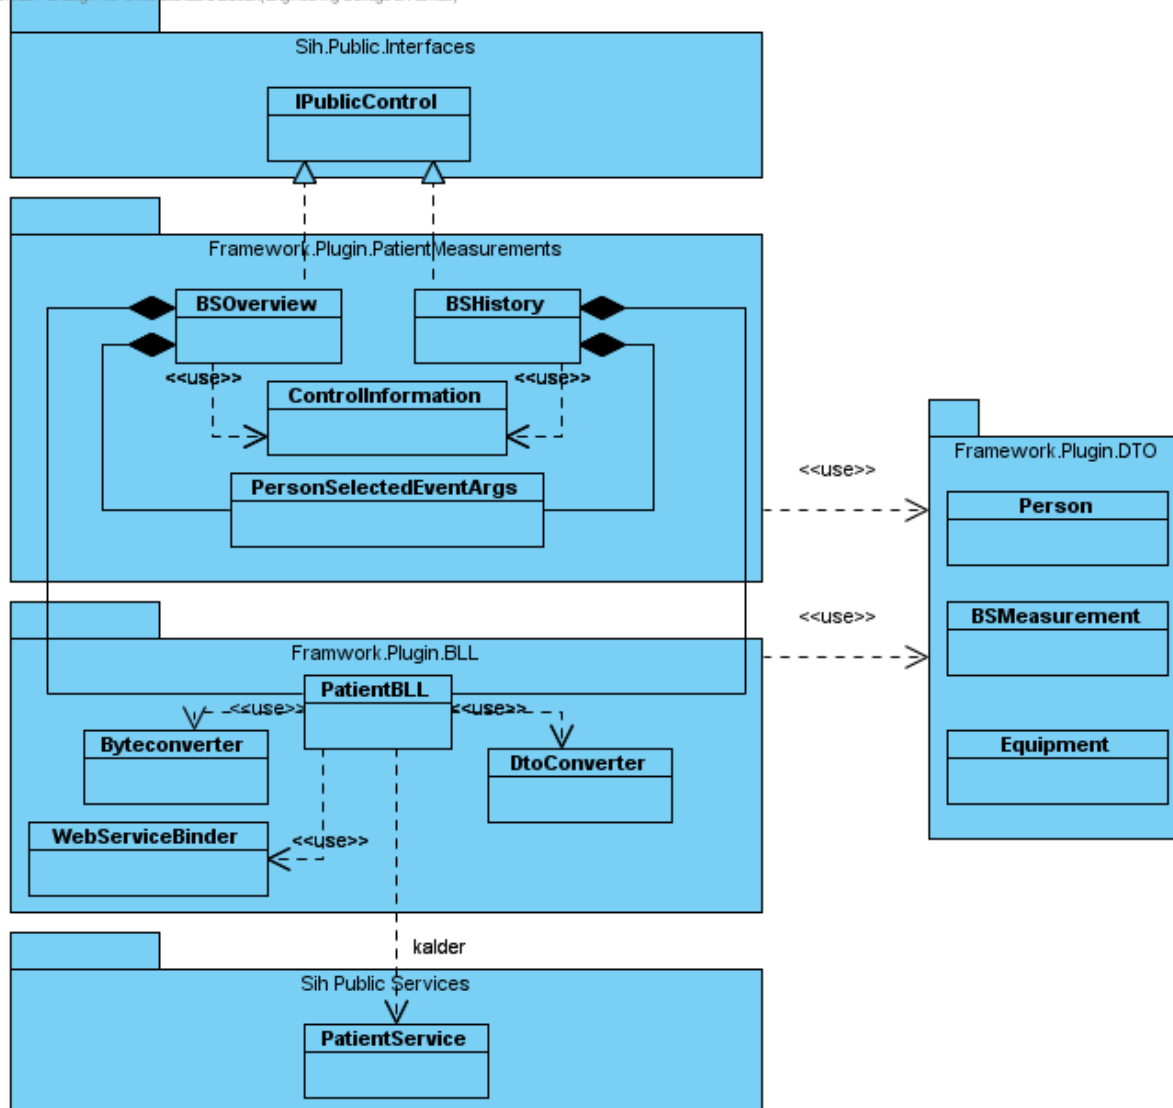 Sih.Public.Interfaces
IPublicControl
Framework.Plugin.PatientMeasurements
BSOverview
BSHistory
<<use>>
<<use>>
ControlInformation
PersonSelectedEventArgs
<<use>>
Framework.Plugin.DTO
Person
<<use>>
BSMeasurement
Equipment
Framwork.Plugin.BLL
PatientBLL
<<use>>
<<use>>
Byteconverter
DtoConverter
WebServiceBinder
<<use>>
kalder
Sih Public Services
PatientService